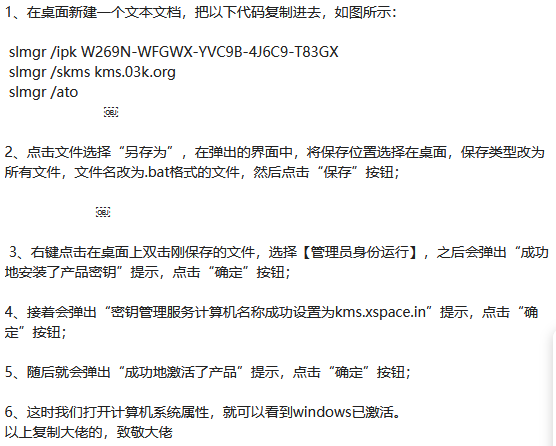 1、在桌面新建一个文本文档，把以下代码复制进去，如图所示：
slmgr /ipk W269N-WFGWX-YVC9B-4J6C9-T83GX
slmgr /skms kms.03k.org
slmgr /ato
￼
2、点击文件选择“另存为”，在弹出的界面中，将保存位置选择在桌面，保存类型改为
所有文件，文件名改为.bat格式的文件，然后点击“保存”按钮；
￼
3、右键点击在桌面上双击刚保存的文件，选择【管理员身份运行】，之后会弹出“成功
地安装了产品密钥”提示，点击“确定”按钮；
4、接着会弹出“密钥管理服务计算机名称成功设置为kms.xspace.in”提示，点击“确
定”按钮；
5、随后就会弹出“成功地激活了产品”提示，点击“确定”按钮；
6、这时我们打开计算机系统属性，就可以看到windows已激活。
以上复制大佬的，致敬大佬